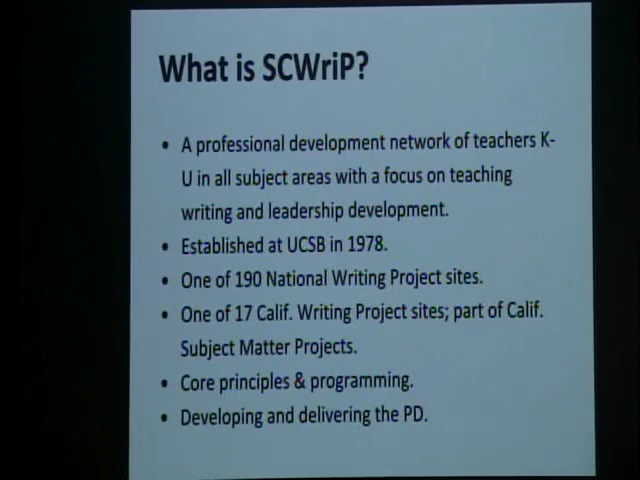 What is SCWriP?
• A professional development network of teachers K-
U in all subject areas with a focus on teaching
writing and leadership development.
• Established at UCSB in 1978.
• One of 190 National Writing Project sites.
• One of 17 Calif. Writing Project sites; part of Calif.
Subject Matter Projects.
• Core principles & programming.
• Developing and delivering the PD.